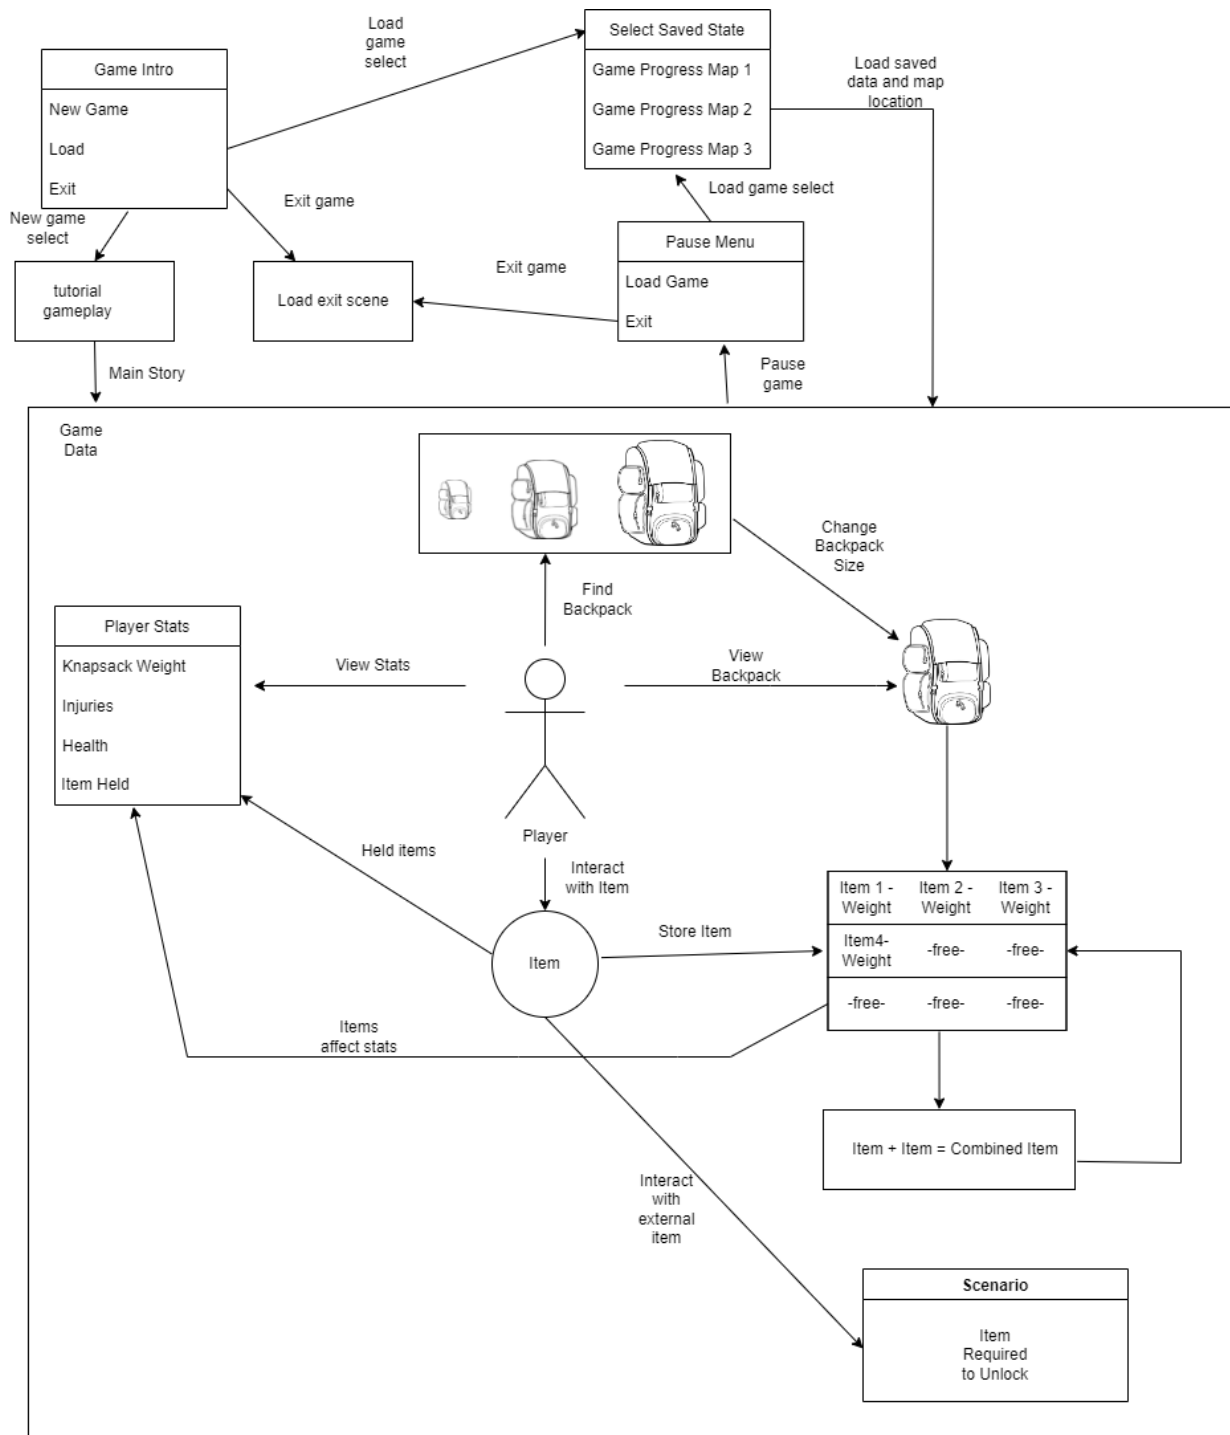 Load
game
select
Select Saved State
Game Progress Map 1
Game Progress Map 2
Game Progress Map 3
Load saved
data and map
location
Game Intro
New Game
Load
Exit
New game
select
Exit game
Load game select
Pause Menu
Load Game
Exit
Exit game
tutorial
gameplay
Load exit scene
Main Story
Pause
game
Game
Data
Change
Backpack
Size
Find
Backpack
Player Stats
Knapsack Weight
Injuries
Health
Item Held
View Stats
View
Backpack
Player
Held items
Interact
with Item
Item
Store Item
Item 1 -
Weight
Item 2 -
Weight
Item 3 -
Weight
Item4-
Weight
-free-
-free-
-free-
-free-
-free-
Items
affect stats
Item + Item = Combined Item
Interact
with
external
item
Scenario
Item
Required
to Unlock